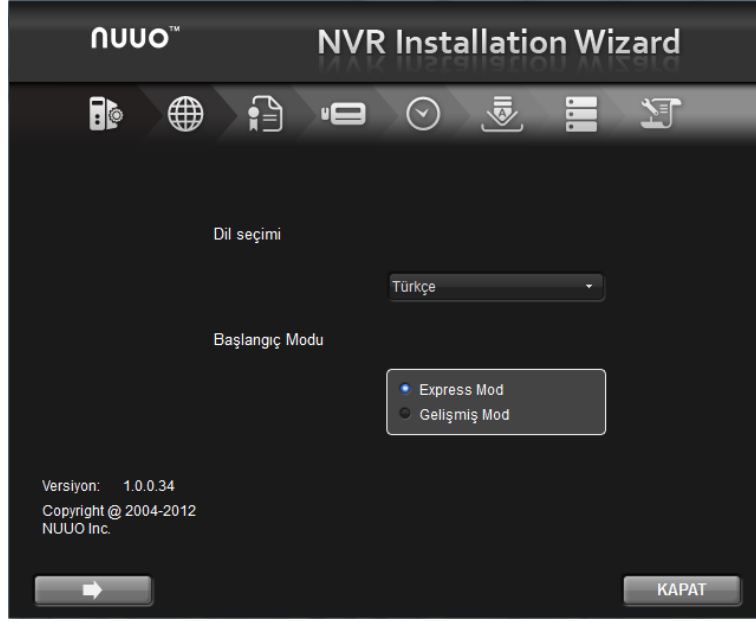 nuuo™
NVR Installation Wizard
A
Dil seçimi
Türkçe
Başlangıç Modu
Express Mod
Gelişmiş Mod
Versiyon: 1.0.0.34
Copyright @ 2004-2012
NUUO Inc.
KAPAT